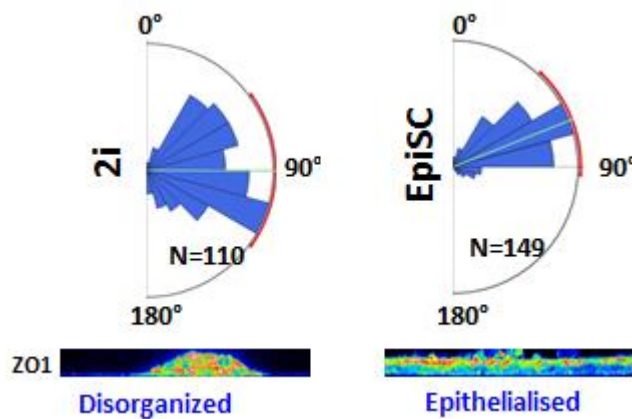 0°
0°
2i
90°
EpiSC
90°
N=110
N=149
180°
180°
ZO1
Disorganized
Epithelialised